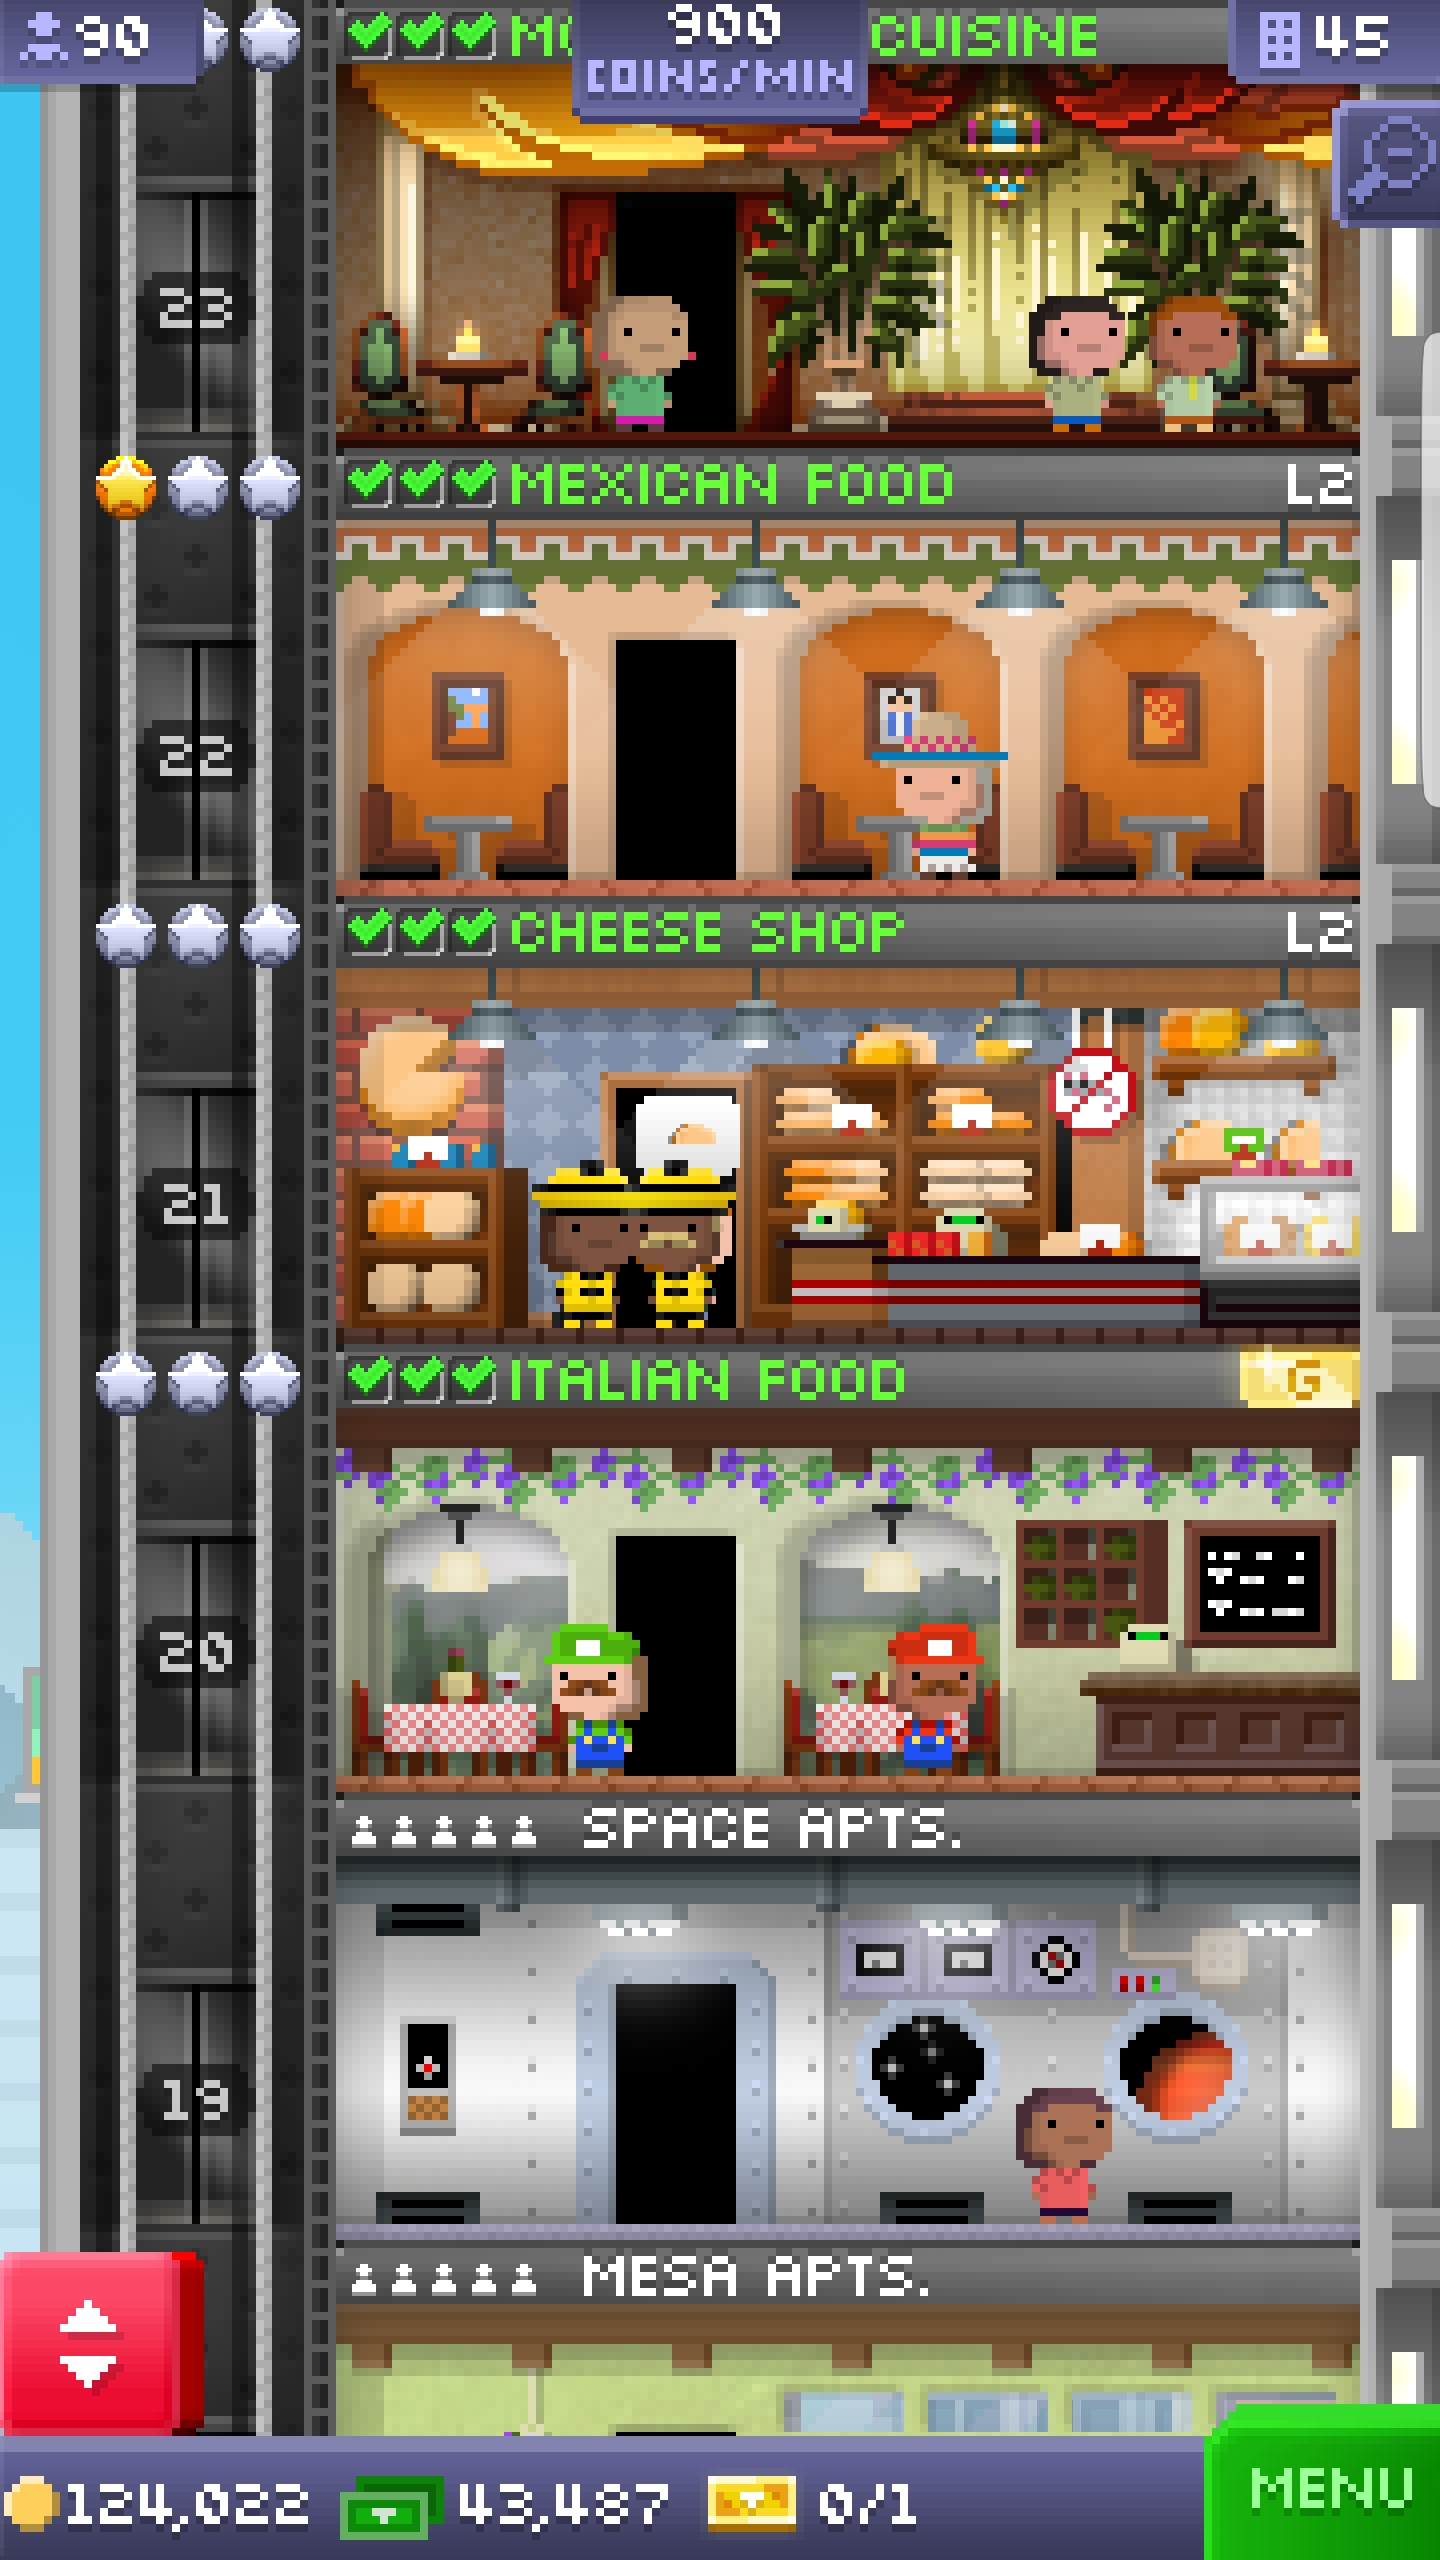 90
900
COINS/MIN
45
CUISINE
23
MEXICAN FOOD
L2
22
CHEESE SHOP
L2
21
ITALIAN FOOD
G
20
SPACE APTS.
19
MESA APTS.
124,022
43,487
0/1
MENU